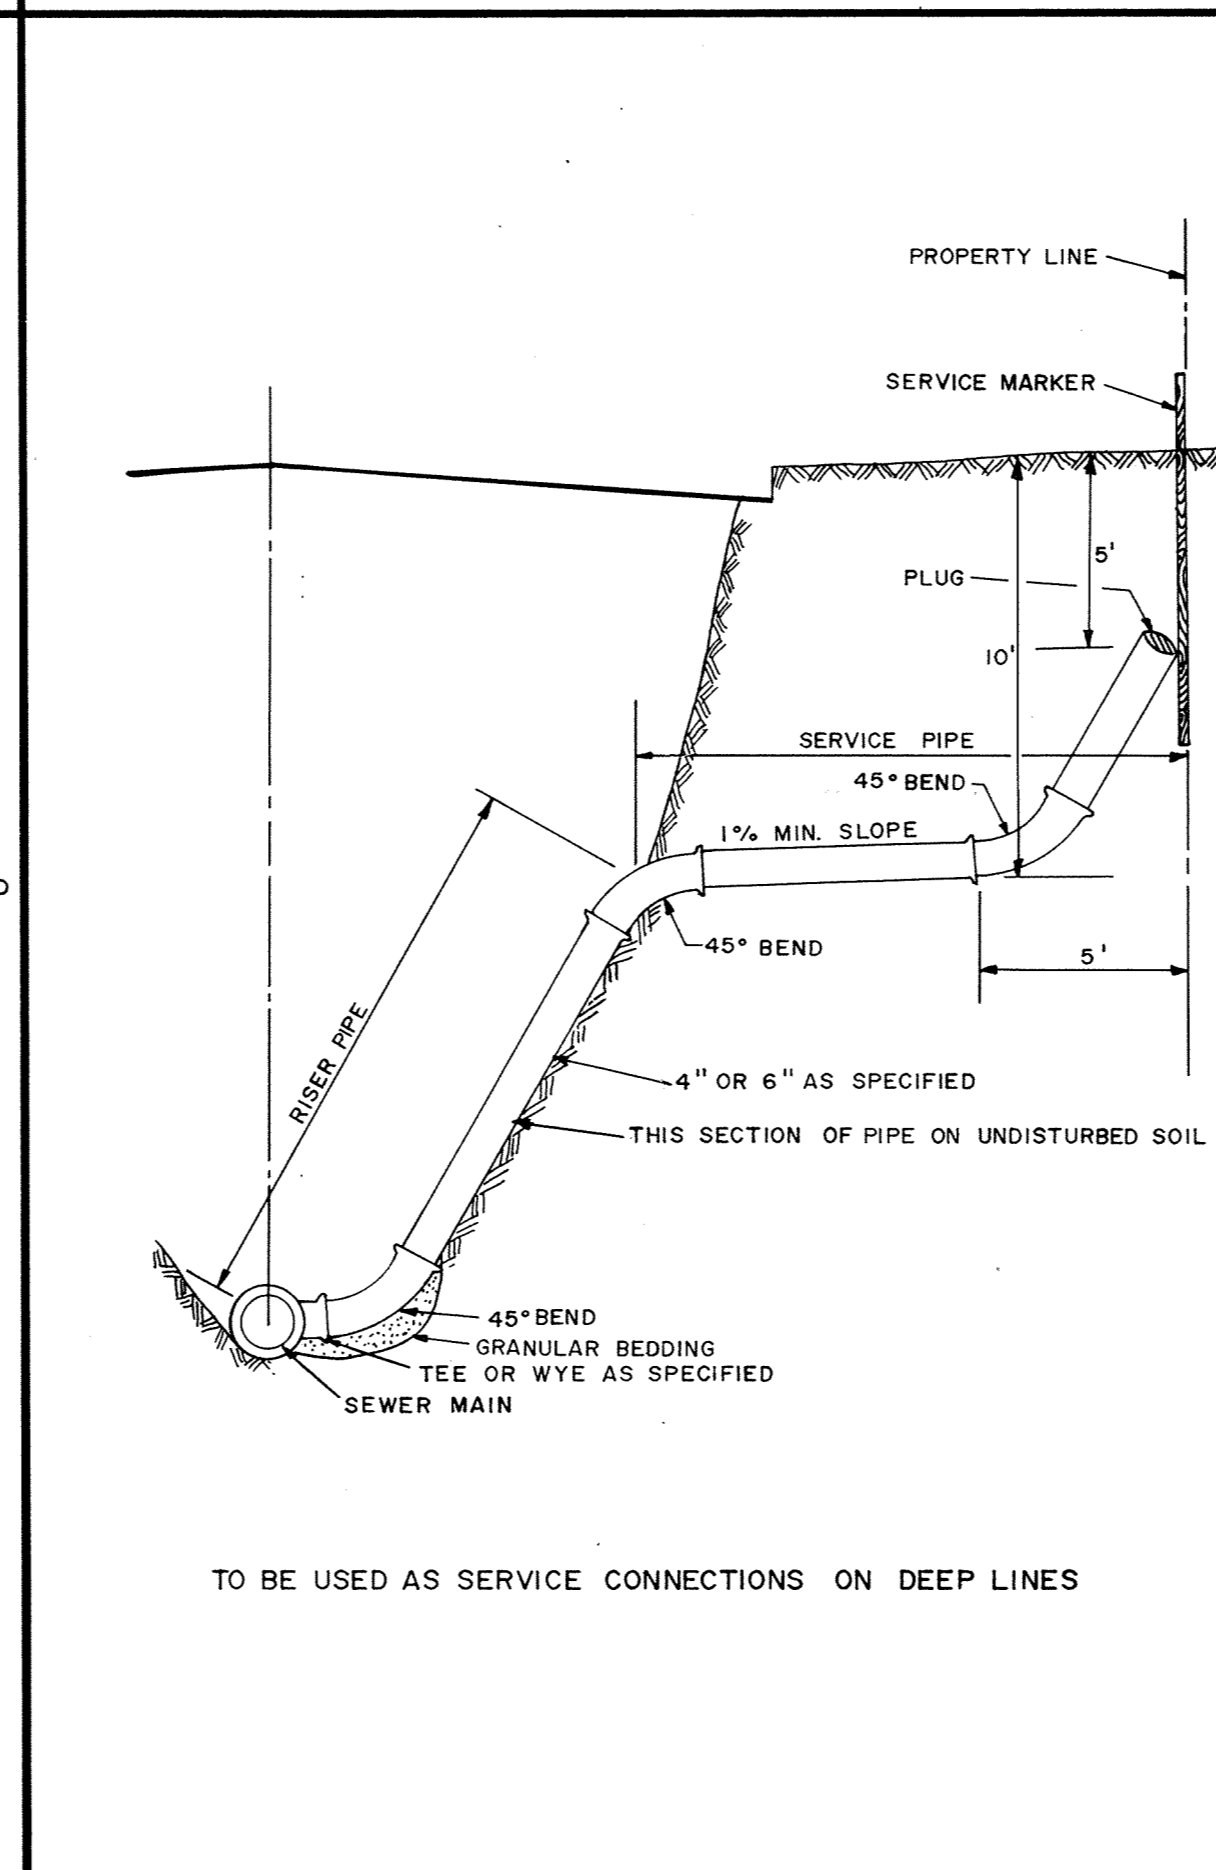 PROPERTY LINE
SERVICE MARKER
5'
PLUG
10'
SERVICE PIPE
45° BEND
1% MIN. SLOPE
45° BEND
5'
RISER PIPE
4" OR 6" AS SPECIFIED
THIS SECTION OF PIPE ON UNDISTURBED SOIL
45° BEND
GRANULAR BEDDING
TEE OR WYE AS SPECIFIED
SEWER MAIN
TO BE USED AS SERVICE CONNECTIONS ON DEEP LINES